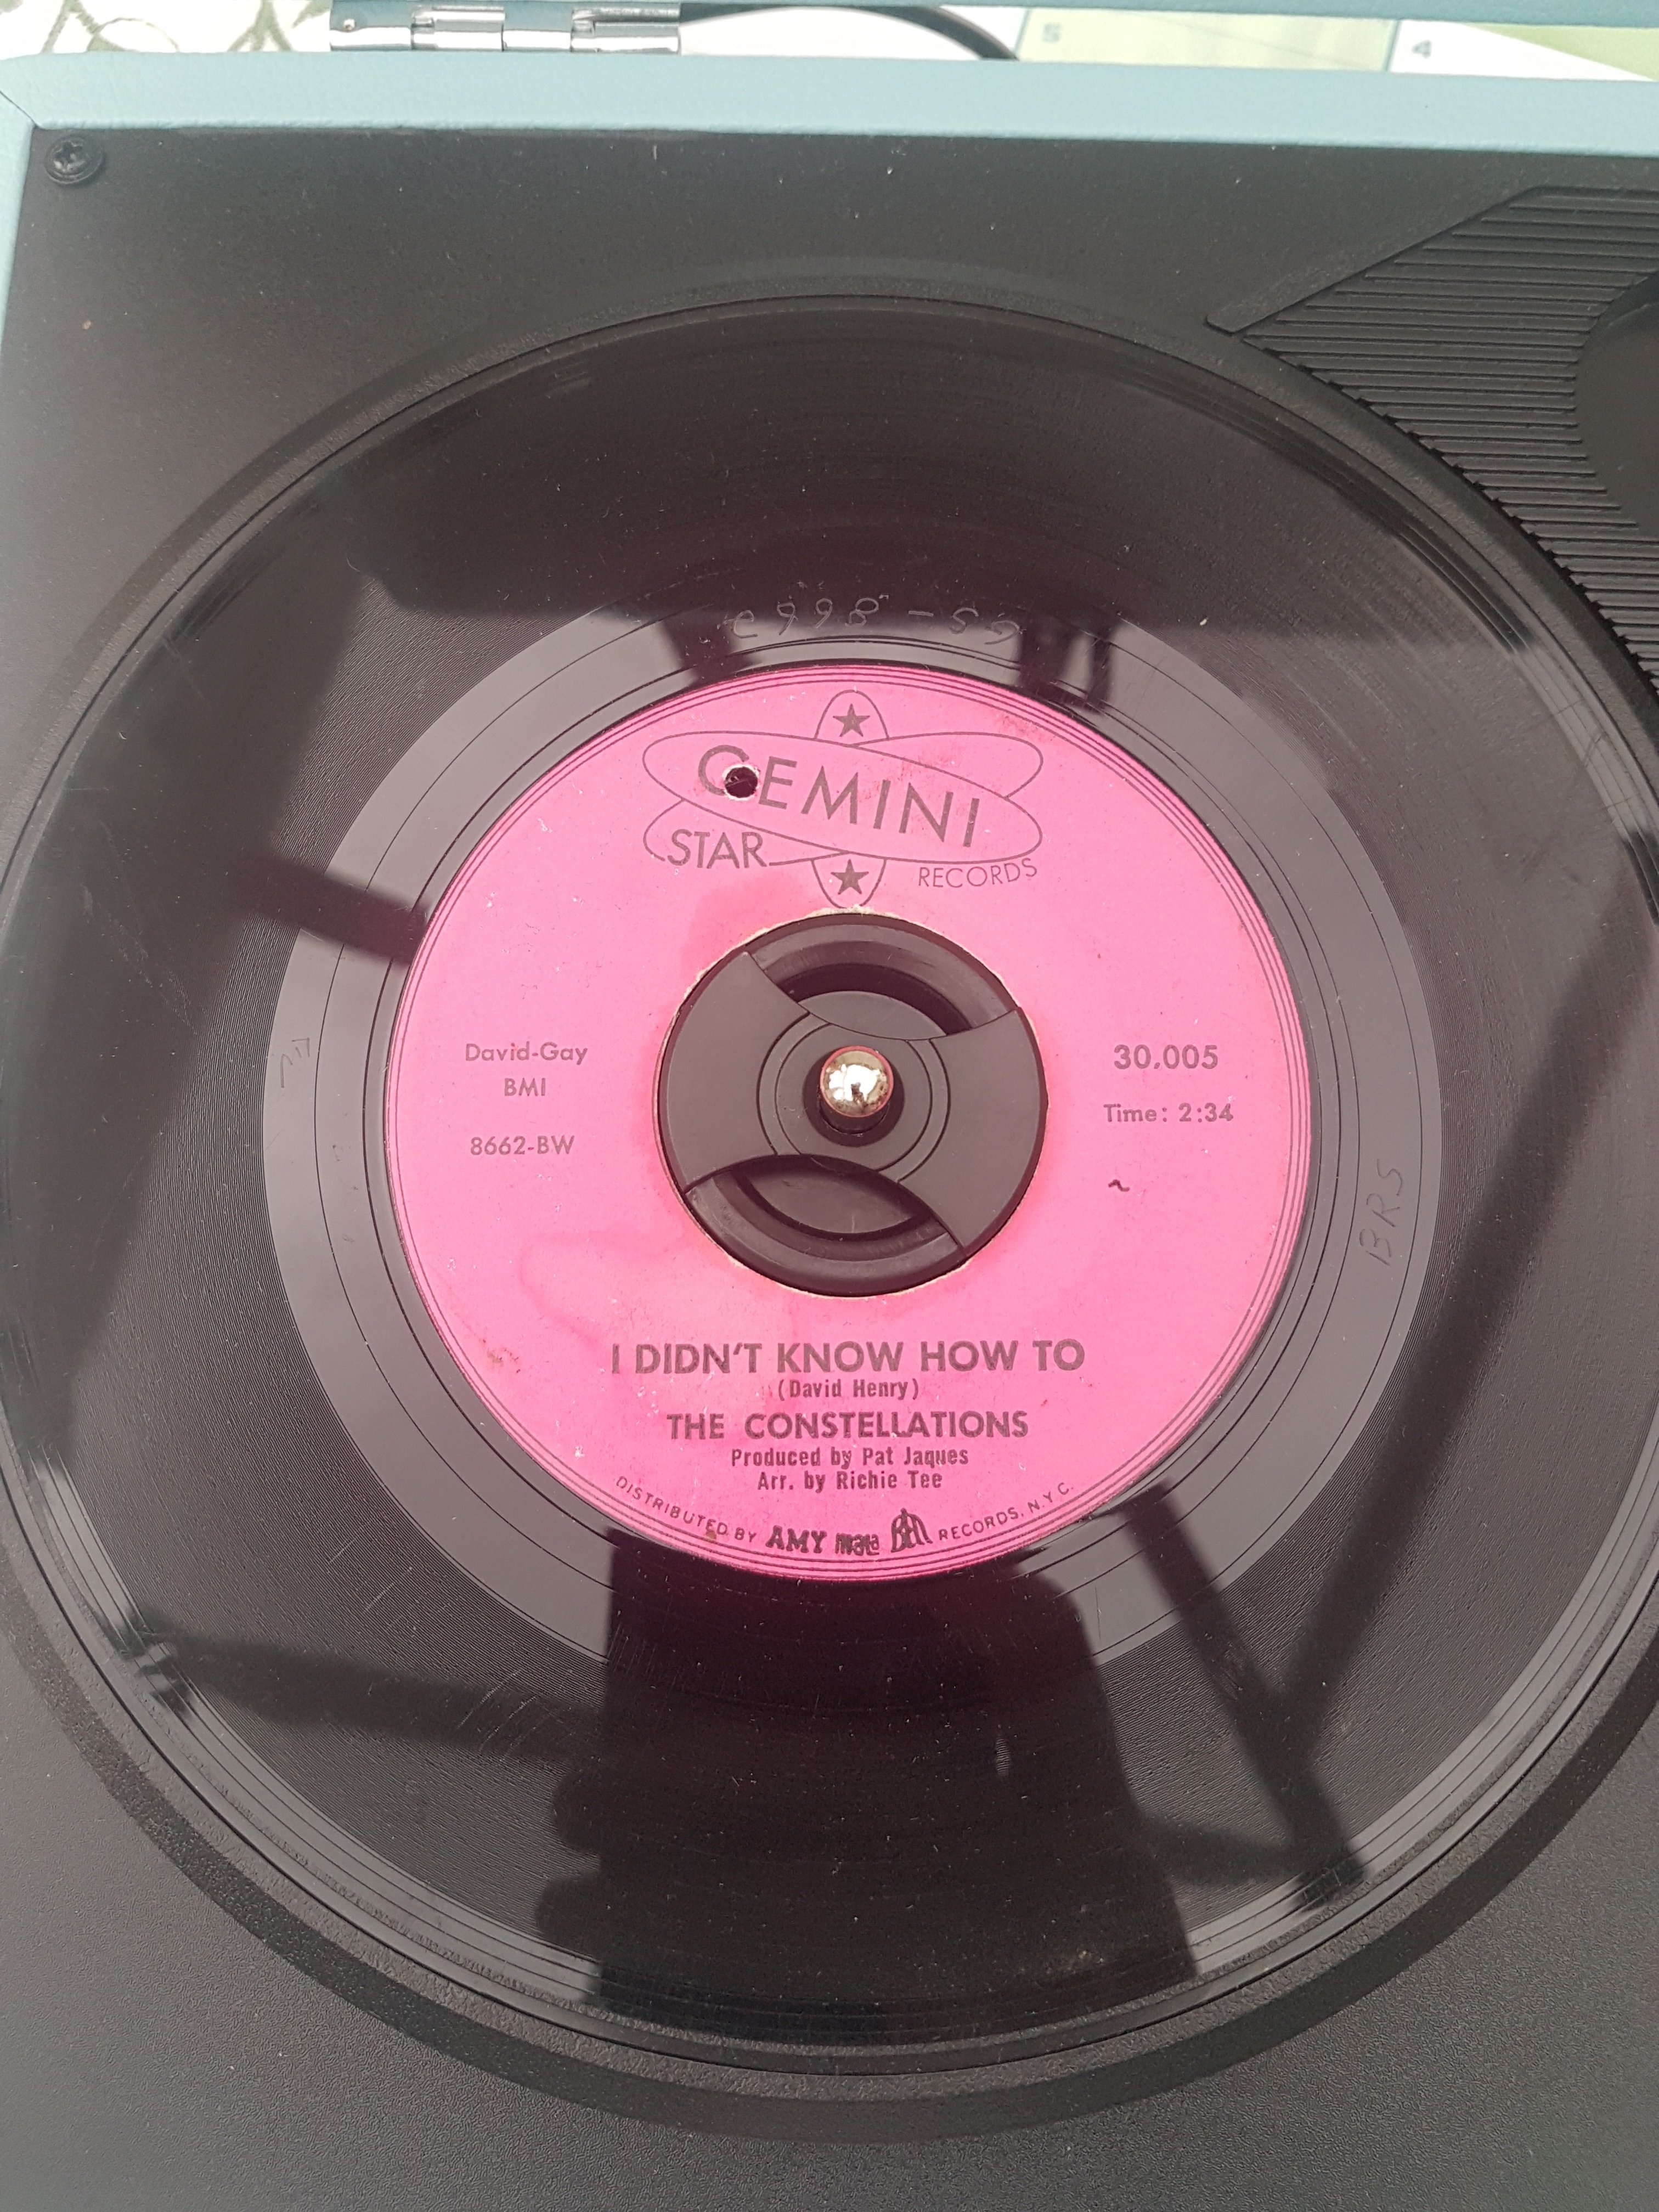 GEMINI
STAR
RECORDS
David-Gay
BMI
8662-BW
30.005
Time: 2:34
I DIDN'T KNOW HOW TO
(David Henry)
THE CONSTELLATIONS
Produced by Pat Jaques
Arr. by Richie Tee
DISTRIBUTED BY AMY mala Bell RECORDS, N.Y.C.
BRS